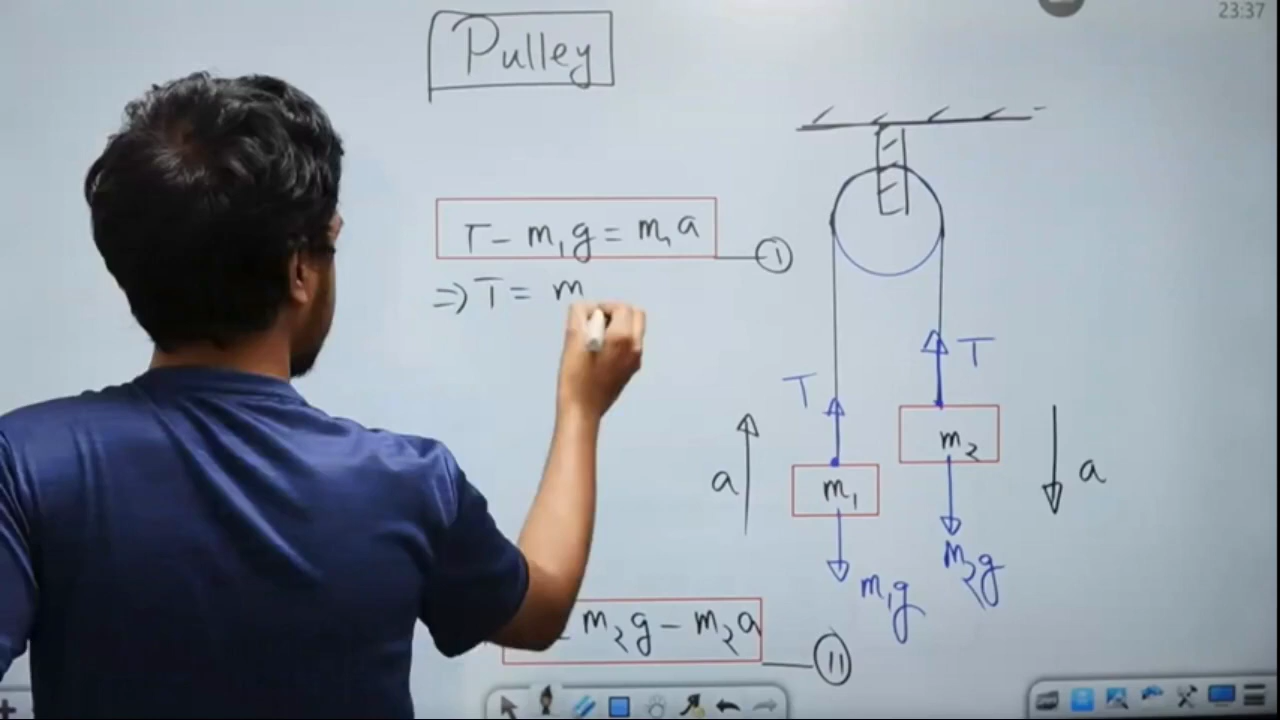 23:37
Pulley
T - m₁g = m₁a —①
⇒ T = m
T
T
m₂
a
m₁
a
m₂g
m₁g
= m₂g - m₂a —⑪